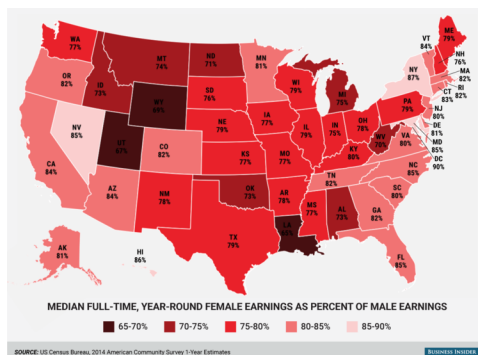 WA
77%
OR
82%
CA
84%
NV
85%
ID
73%
MT
74%
WY
69%
UT
67%
AZ
84%
CO
82%
NM
78%
ND
71%
SD
76%
NE
79%
KS
77%
OK
73%
TX
79%
MN
81%
IA
77%
MO
77%
AR
78%
LA
65%
WI
79%
IL
79%
MI
75%
IN
75%
OH
78%
KY
80%
TN
82%
MS
77%
AL
73%
GA
82%
FL
85%
SC
80%
NC
85%
VA
80%
WV
70%
PA
79%
NY
87%
VT
84%
ME
79%
NH
76%
MA
82%
RI
82%
CT
83%
NJ
80%
DE
81%
MD
85%
DC
90%
AK
81%
HI
86%
MEDIAN FULL-TIME, YEAR-ROUND FEMALE EARNINGS AS PERCENT OF MALE EARNINGS
65-70% 70-75% 75-80% 80-85% 85-90%
SOURCE: US Census Bureau, 2014 American Community Survey 1-Year Estimates
BUSINESS INSIDER